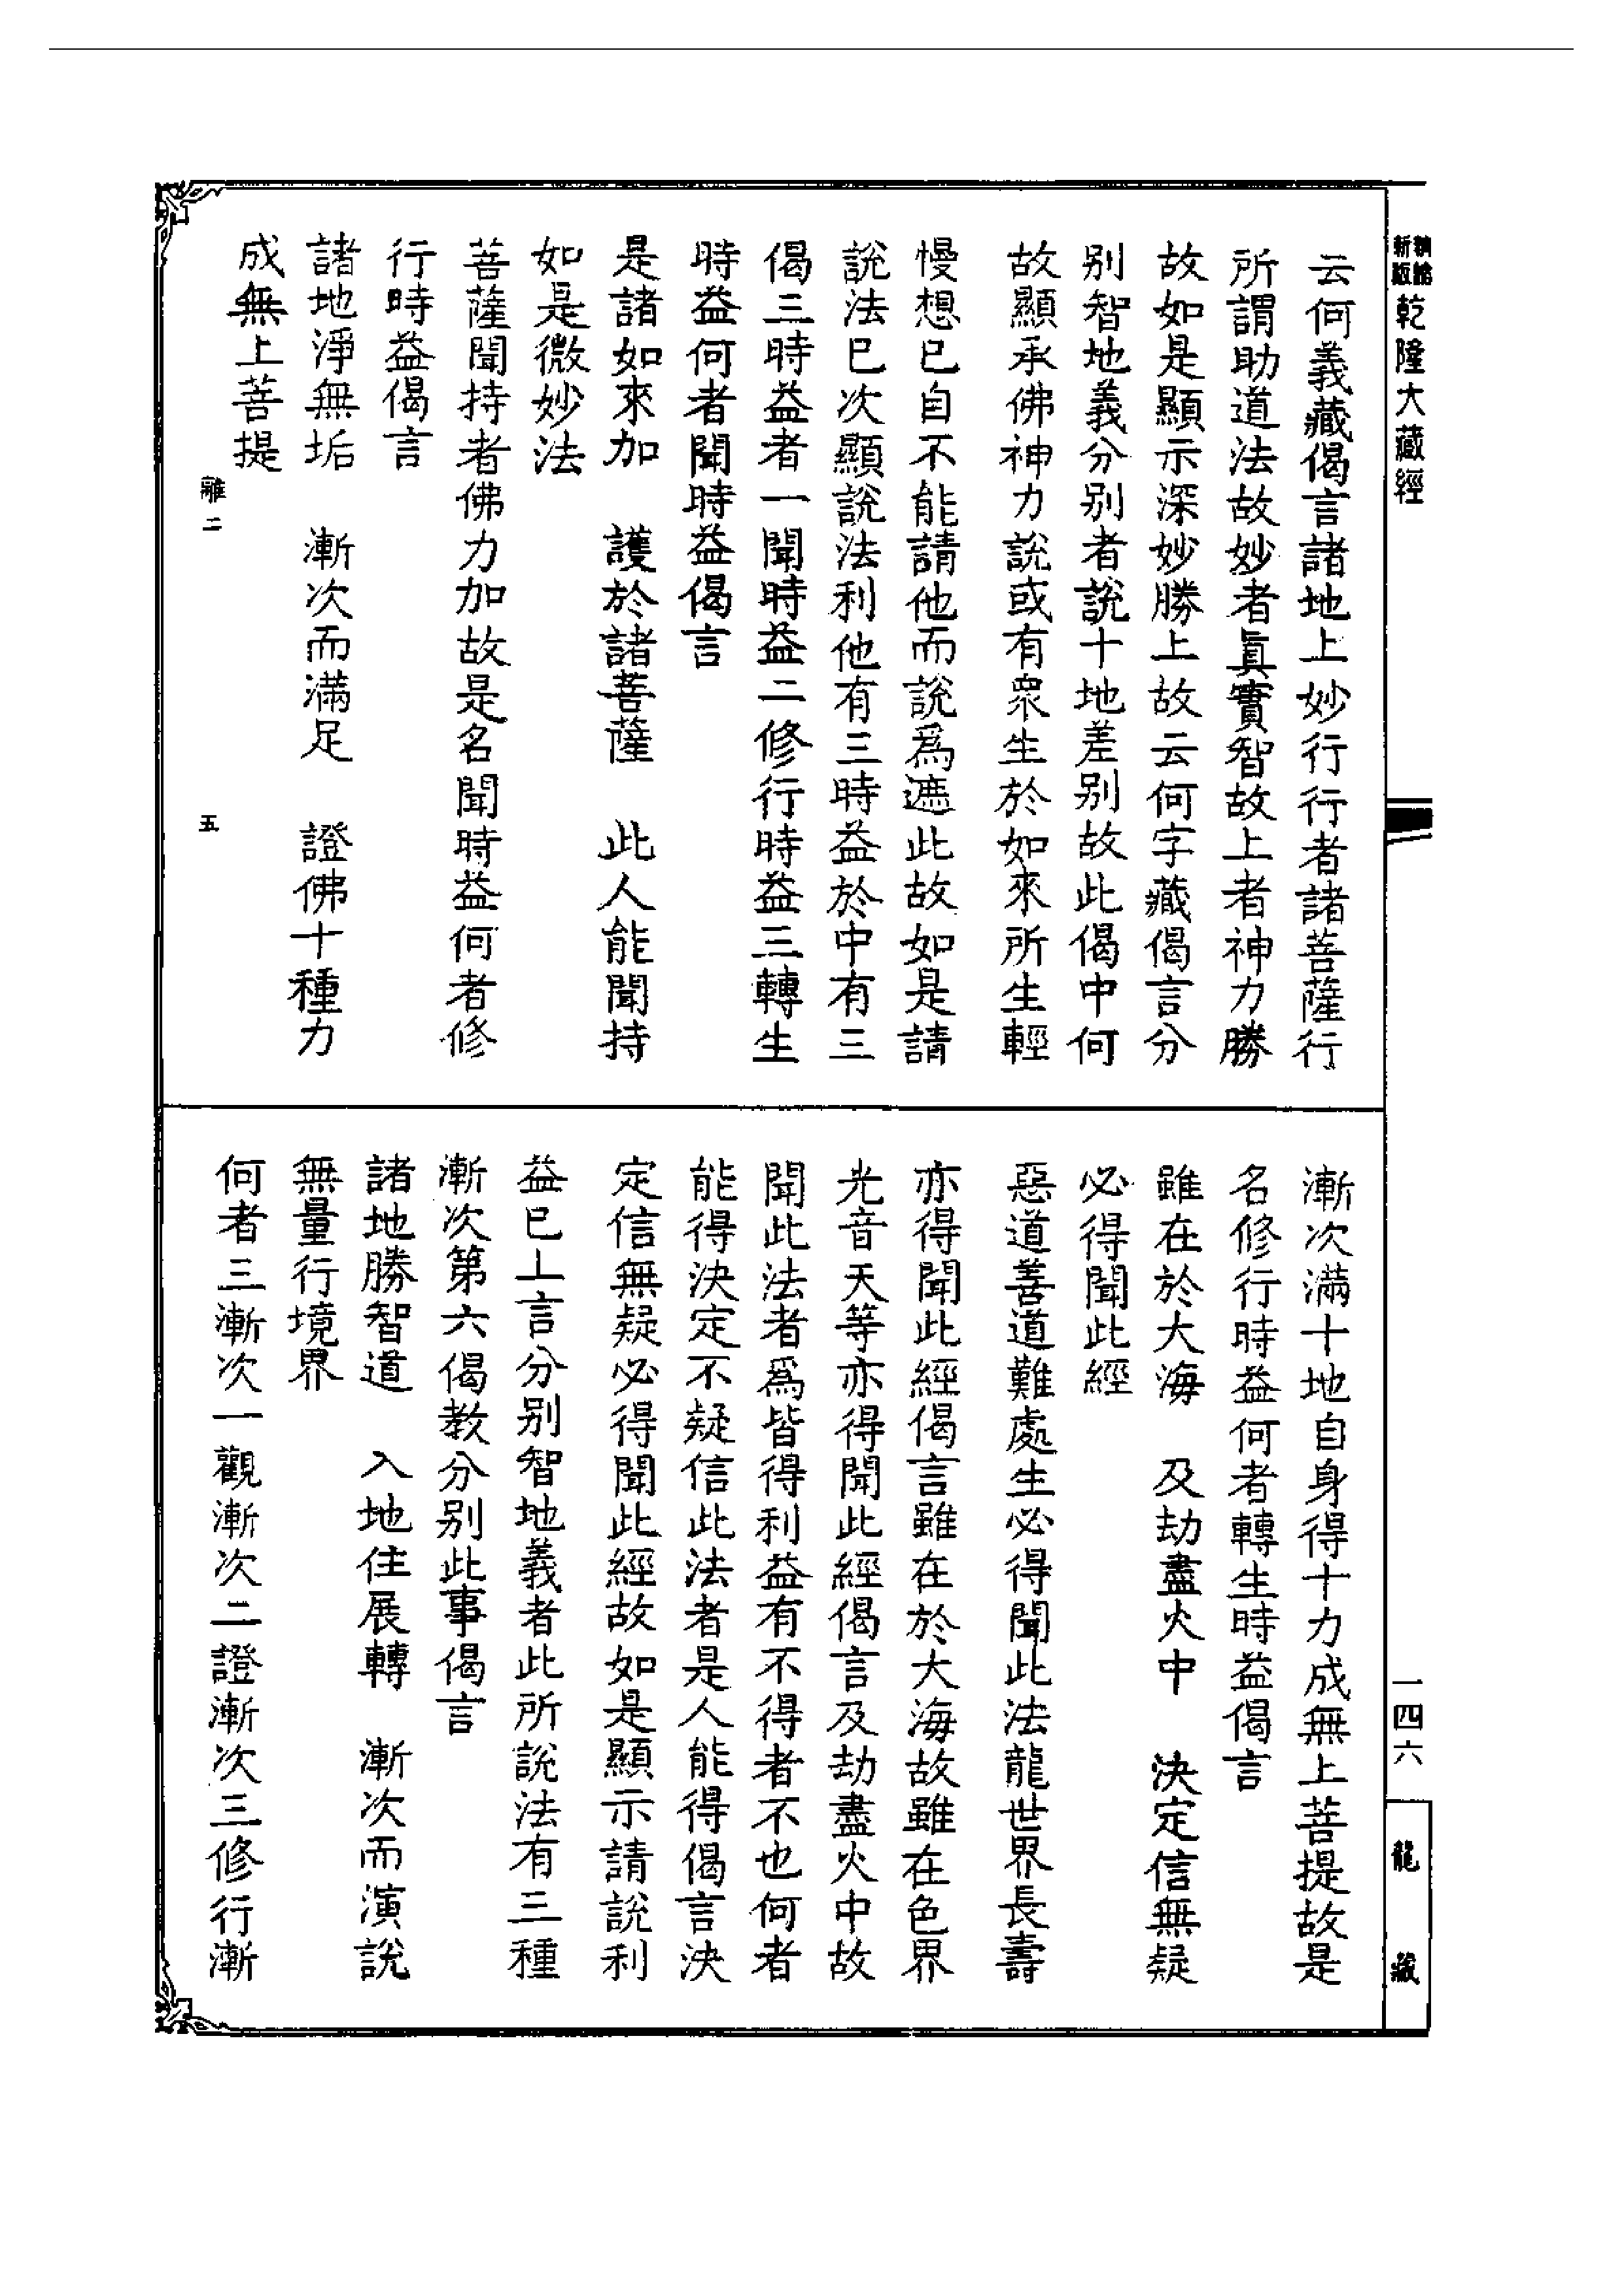 乾隆大藏經
一四六
龍藏
云何義藏偈言諸地上妙行行者諸菩薩行
所謂助道法故妙者真實智故上者神力勝
故如是顯示深妙勝上故云何字藏偈言分
別智地義分別者說十地差別故此偈中何
故顯承佛神力說或有眾生於如來所生輕
慢想已自不能請他而說為遮此故如是請
說法已次顯說法利他有三時益於中有三
偈三時益者一聞時益二修行時益三轉生
時益何者聞時益偈言
是諸如來加　護於諸菩薩　此人能聞持
如是微妙法
菩薩聞持者佛力加故是名聞時益何者修
行時益偈言
諸地淨無垢　漸次而滿足　證佛十種力
成無上菩提
離二　五
漸次滿十地自身得十力成無上菩提故是
名修行時益何者轉生時益偈言
雖在於大海　及劫盡火中　決定信無疑
必得聞此經
惡道善道難處生必得聞此法龍世界長壽
亦得聞此經偈言雖在於大海故雖在色界
光音天等亦得聞此經偈言及劫盡火中故
聞此法者為皆得利益有不得者不也何者
能得決定不疑信此法者是人能得偈言決
定信無疑必得聞此經故如是顯示請說利
益已上言分別智地義者此所說法有三種
漸次第六偈教分別此事偈言
諸地勝智道　入地住展轉　漸次而演說
無量行境界
何者三漸次一觀漸次二證漸次三修行漸